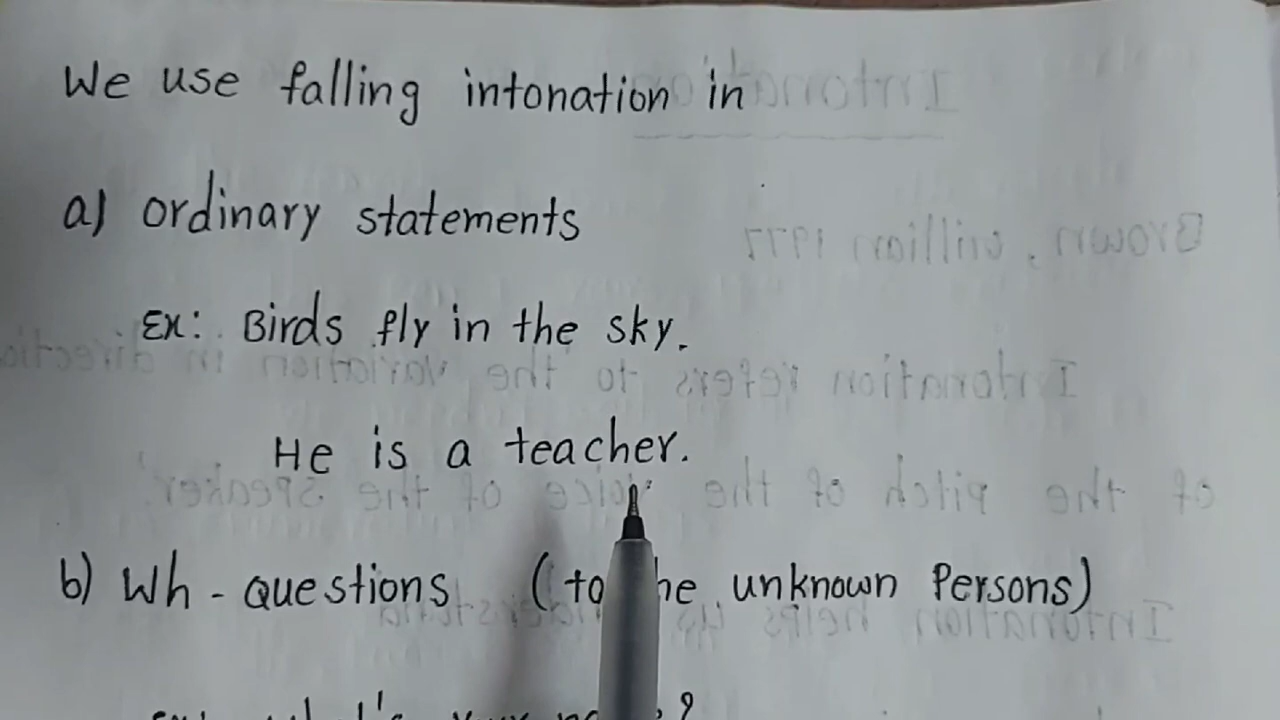 We use falling intonation in
a) ordinary statements
Ex: Birds fly in the sky.
He is a teacher.
b) Wh - questions (to the unknown Persons)